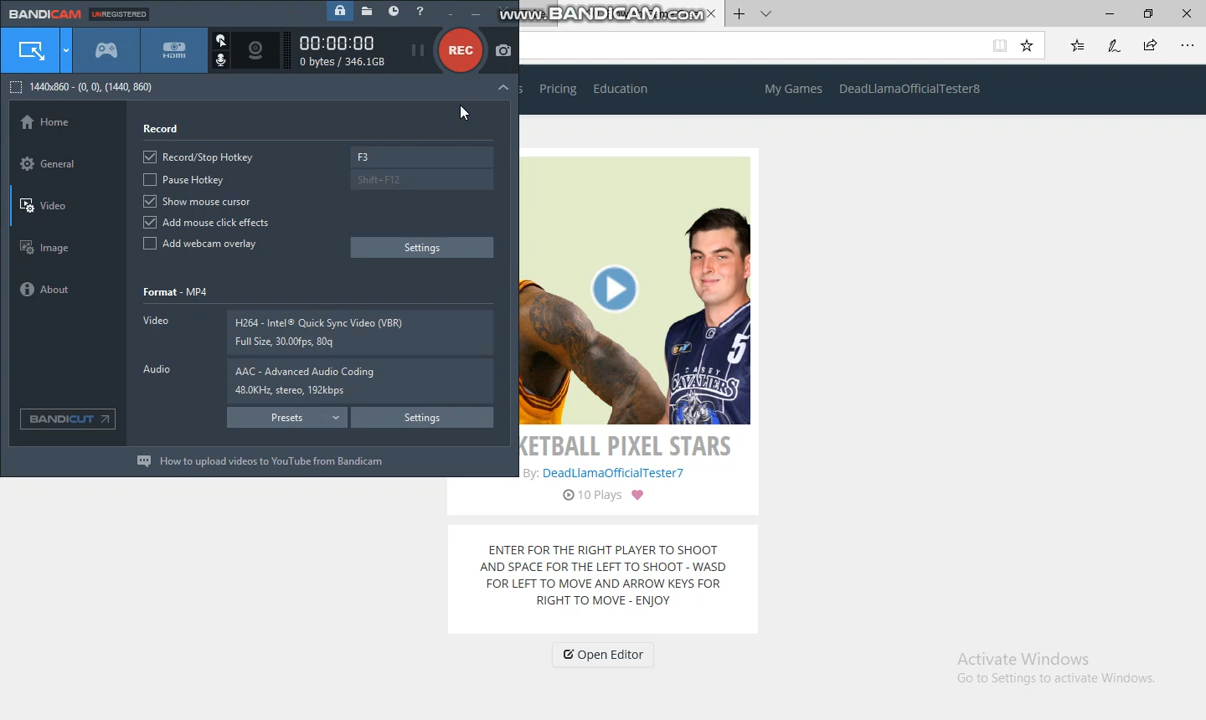 BANDICAM UNREGISTERED
www.BANDICAM.com
REC
HDMI
00:00:00
0 bytes / 346.1GB
1440x860 - (0, 0), (1440, 860)
Home
General
Video
Image
About
BANDICUT
Record
Record/Stop Hotkey F3
Pause Hotkey Shift+F12
Show mouse cursor
Add mouse click effects
Add webcam overlay
Settings
Format - MP4
Video
H264 - Intel® Quick Sync Video (VBR)
Full Size, 30.00fps, 80q
Audio
AAC - Advanced Audio Coding
48.0KHz, stereo, 192kbps
Presets
Settings
How to upload videos to YouTube from Bandicam
Pricing Education My Games DeadLlamaOfficialTester8
CASEY
CAVALIERS
5
KETBALL PIXEL STARS
By: DeadLlamaOfficialTester7
10 Plays
ENTER FOR THE RIGHT PLAYER TO SHOOT
AND SPACE FOR THE LEFT TO SHOOT - WASD
FOR LEFT TO MOVE AND ARROW KEYS FOR
RIGHT TO MOVE - ENJOY
Open Editor
Activate Windows
Go to Settings to activate Windows.